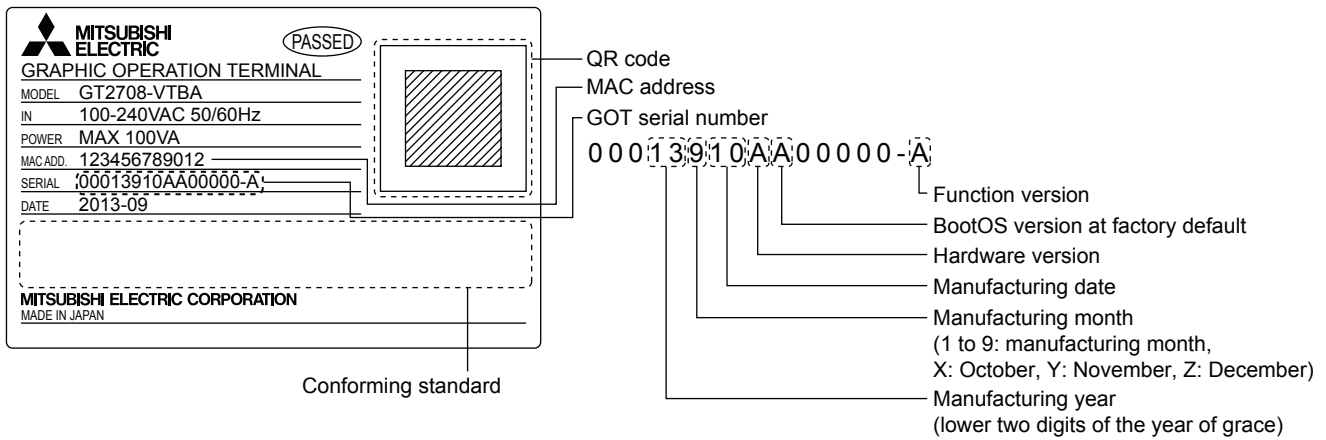 MITSUBISHI
ELECTRIC
PASSED
GRAPHIC OPERATION TERMINAL
MODEL GT2708-VTBA
IN 100-240VAC 50/60Hz
POWER MAX 100VA
MAC ADD. 123456789012
SERIAL 00013910AA00000-A
DATE 2013-09
MITSUBISHI ELECTRIC CORPORATION
MADE IN JAPAN
Conforming standard
QR code
MAC address
GOT serial number
00013910AA00000-A
Function version
BootOS version at factory default
Hardware version
Manufacturing date
Manufacturing month
(1 to 9: manufacturing month,
X: October, Y: November, Z: December)
Manufacturing year
(lower two digits of the year of grace)